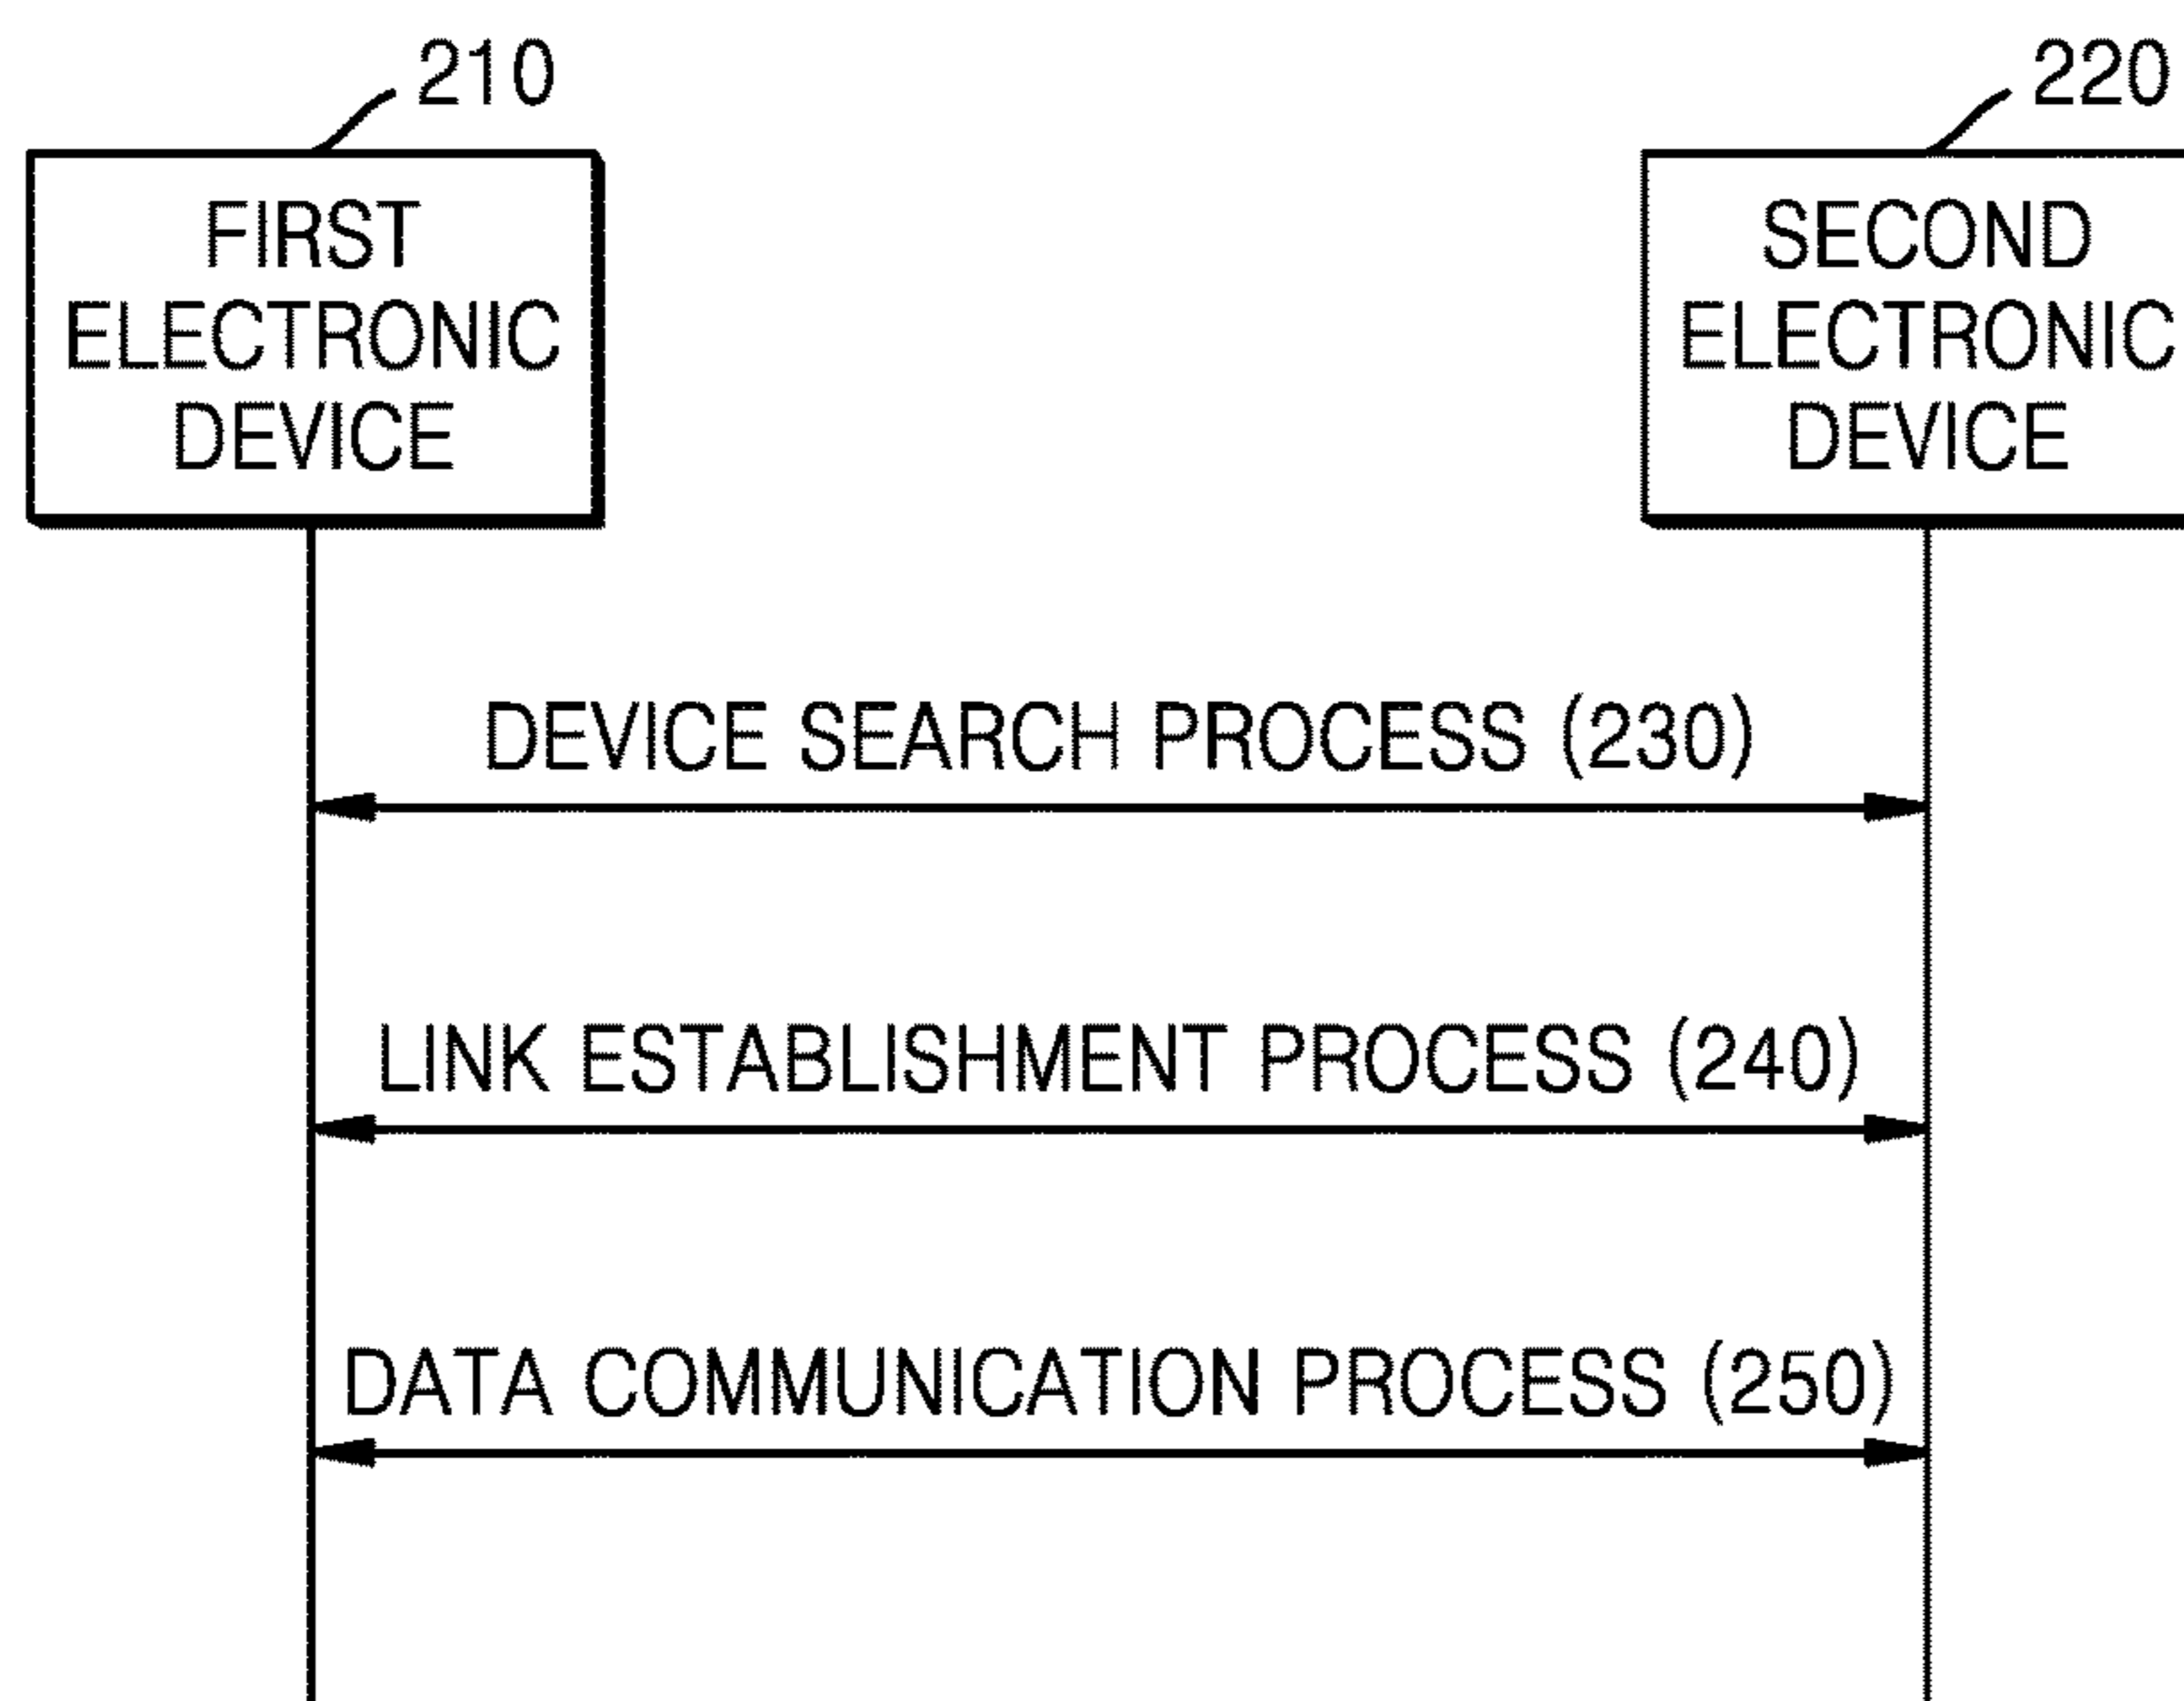 210
220
FIRST
ELECTRONIC
DEVICE
SECOND
ELECTRONIC
DEVICE
DEVICE SEARCH PROCESS (230)
LINK ESTABLISHMENT PROCESS (240)
DATA COMMUNICATION PROCESS (250)